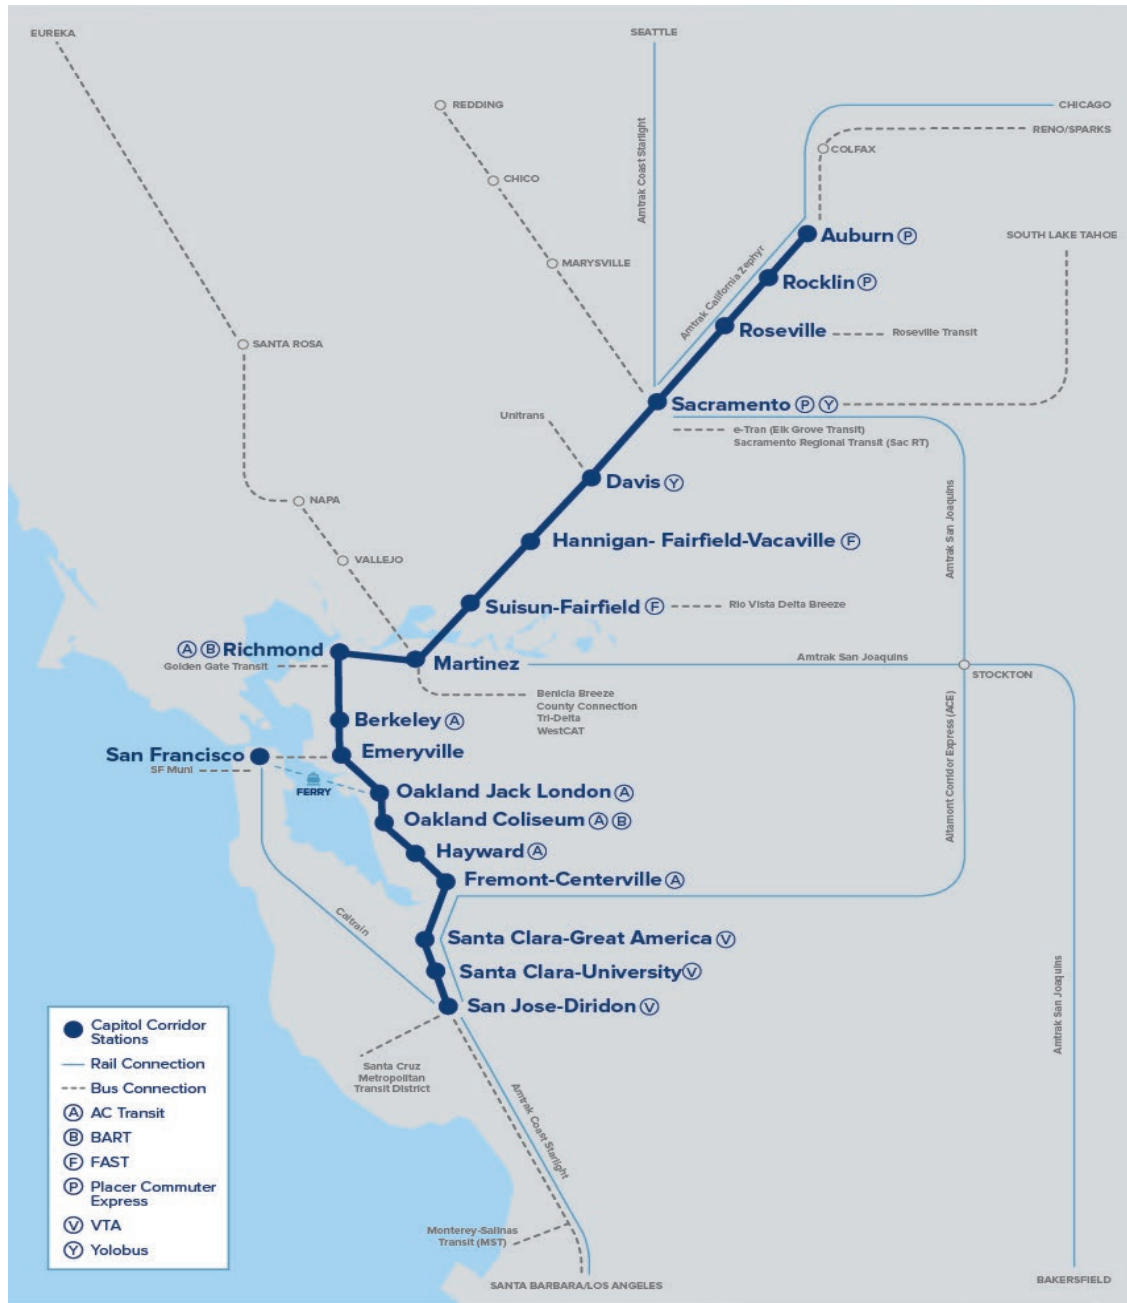 EUREKA
SEATTLE
REDDING
CHICAGO
RENO/SPARKS
COLFAX
Amtrak Coast Starlight
CHICO
Auburn P
SOUTH LAKE TAHOE
MARYSVILLE
Amtrak California Zephyr
Rocklin P
Roseville
Roseville Transit
SANTA ROSA
Sacramento P Y
Unitrans
e-Tran (Elk Grove Transit)
Sacramento Regional Transit (Sac RT)
Davis Y
Amtrak San Joaquins
NAPA
Hannigan- Fairfield-Vacaville F
VALLEJO
Suisun-Fairfield F
Rio Vista Delta Breeze
A B Richmond
Golden Gate Transit
Martinez
Amtrak San Joaquins
STOCKTON
Benicia Breeze
County Connection
Tri-Delta
WestCAT
Berkeley A
San Francisco
SF Muni
Emeryville
FERRY
Oakland Jack London A
Oakland Coliseum A B
Altamont Corridor Express (ACE)
Hayward A
Fremont-Centerville A
Caltrain
Santa Clara-Great America V
Santa Clara-University V
San Jose-Diridon V
Amtrak San Joaquins
Santa Cruz
Metropolitan
Transit District
Amtrak Coast Starlight
Monterey-Salinas
Transit (MST)
SANTA BARBARA/LOS ANGELES
BAKERSFIELD
Capitol Corridor
Stations
Rail Connection
Bus Connection
A AC Transit
B BART
F FAST
P Placer Commuter
Express
V VTA
Y Yolobus